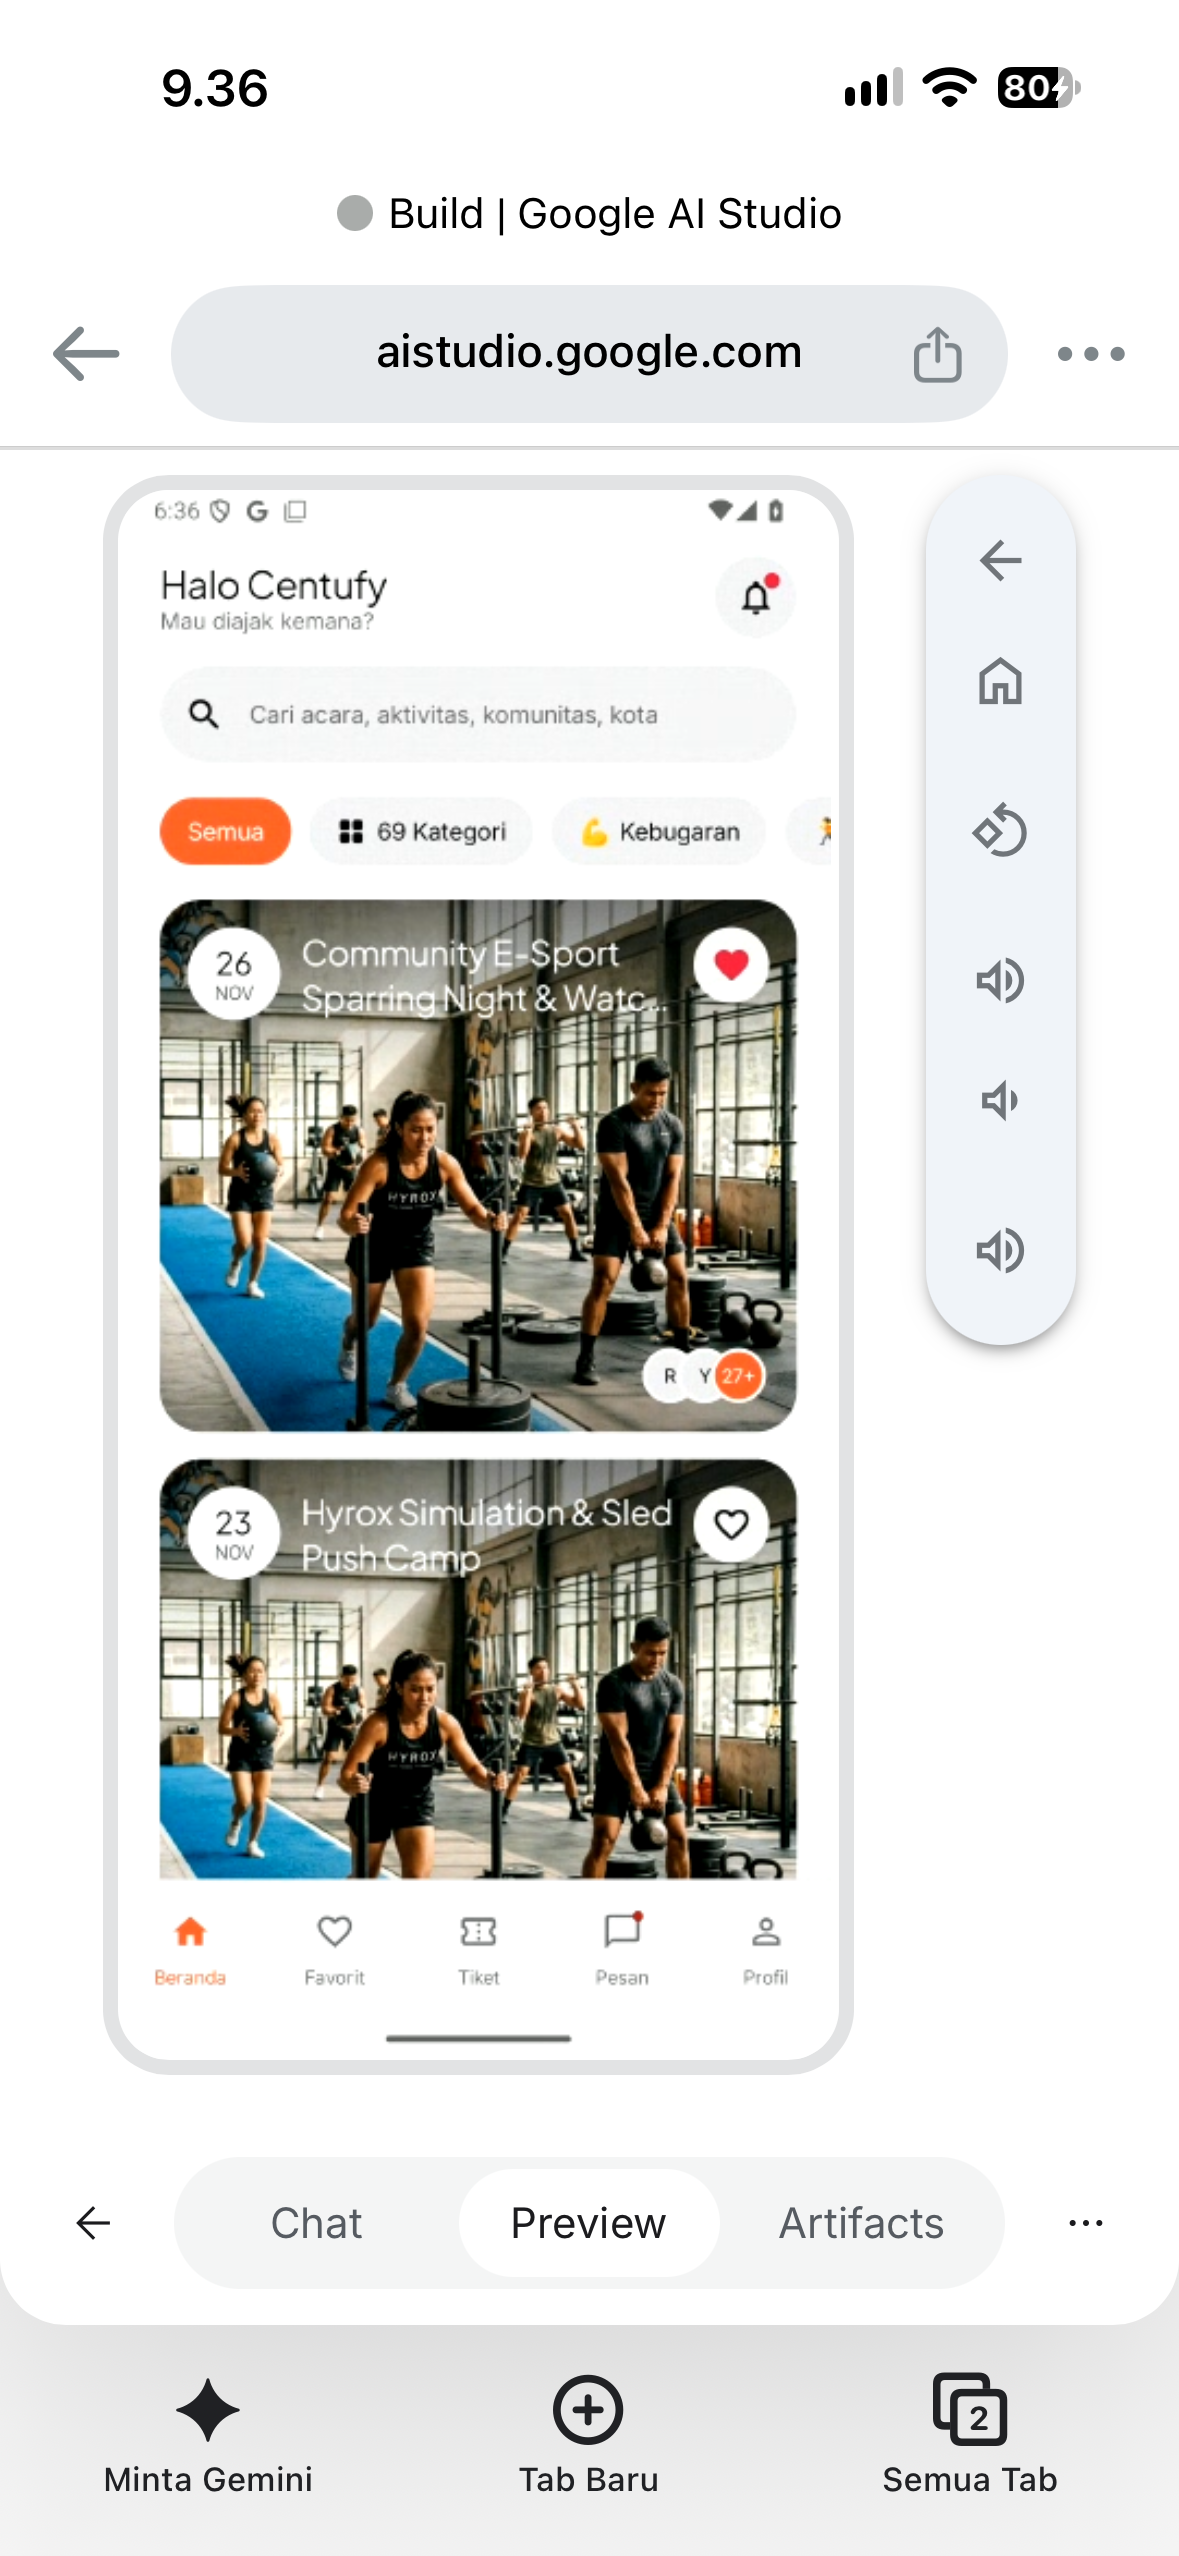 9.36
80
Build | Google AI Studio
aistudio.google.com
6:36 G
Halo Centufy
Mau diajak kemana?
Cari acara, aktivitas, komunitas, kota
Semua
69 Kategori
Kebugaran
26
NOV
Community E-Sport
Sparring Night & Watc...
HYROX
R
Y
27+
23
NOV
Hyrox Simulation & Sled
Push Camp
HYROX
Beranda
Favorit
Tiket
Pesan
Profil
Chat
Preview
Artifacts
Minta Gemini
Tab Baru
2
Semua Tab